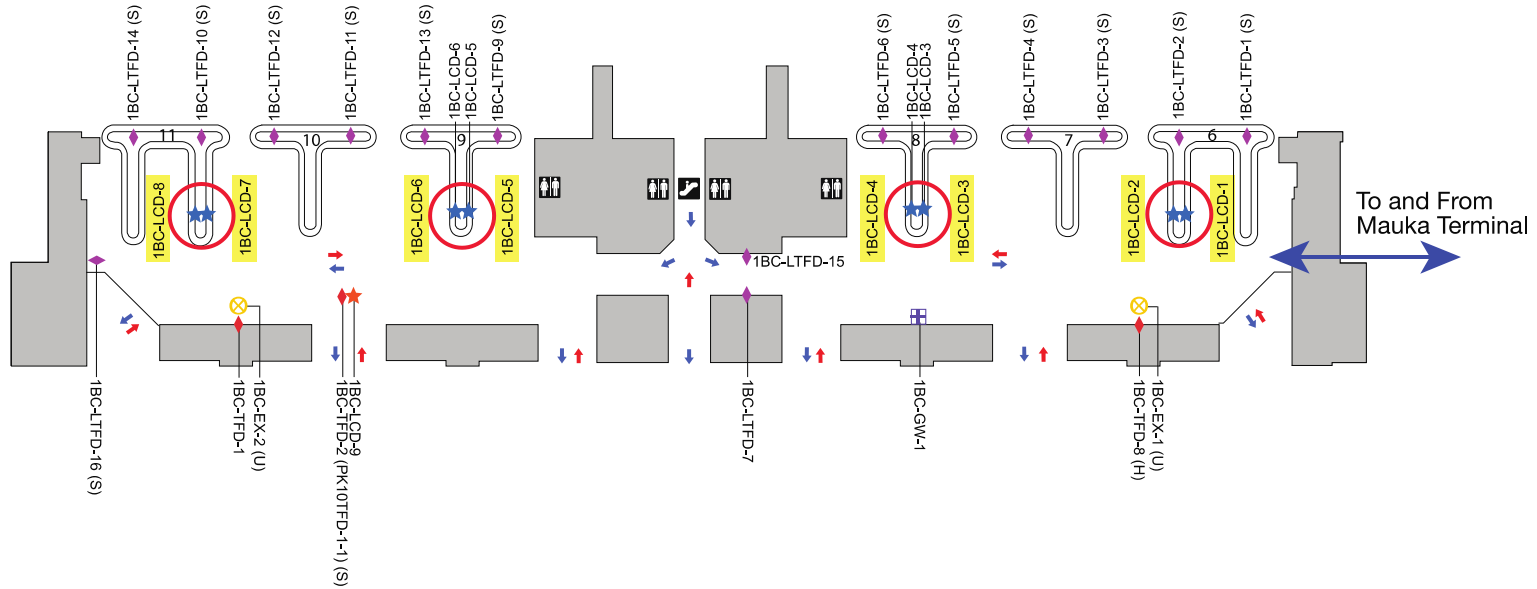 1BC-LTFD-14 (S)
1BC-LTFD-10 (S)
1BC-LTFD-12 (S)
1BC-LTFD-11 (S)
1BC-LTFD-13 (S)
1BC-LCD-6
1BC-LCD-5
1BC-LTFD-9 (S)
1BC-LTFD-6 (S)
1BC-LCD-4
1BC-LCD-3
1BC-LTFD-5 (S)
1BC-LTFD-4 (S)
1BC-LTFD-3 (S)
1BC-LTFD-2 (S)
1BC-LTFD-1 (S)
11
10
9
8
7
6
1BC-LCD-8
1BC-LCD-7
1BC-LCD-6
1BC-LCD-5
1BC-LCD-4
1BC-LCD-3
1BC-LCD-2
1BC-LCD-1
To and From
Mauka Terminal
1BC-LTFD-15
1BC-LTFD-16 (S)
1BC-TFD-1
1BC-EX-2 (U)
1BC-TFD-2 (PK10TFD-1-1) (S)
1BC-LCD-9
1BC-LTFD-7
1BC-GW-1
1BC-TFD-8 (H)
1BC-EX-1 (U)